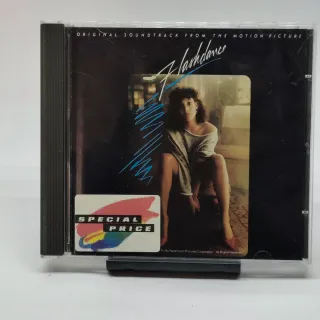 ORIGINAL SOUNDTRACK FROM THE MOTION PICTURE
Flashdance
SPECIAL
PRICE